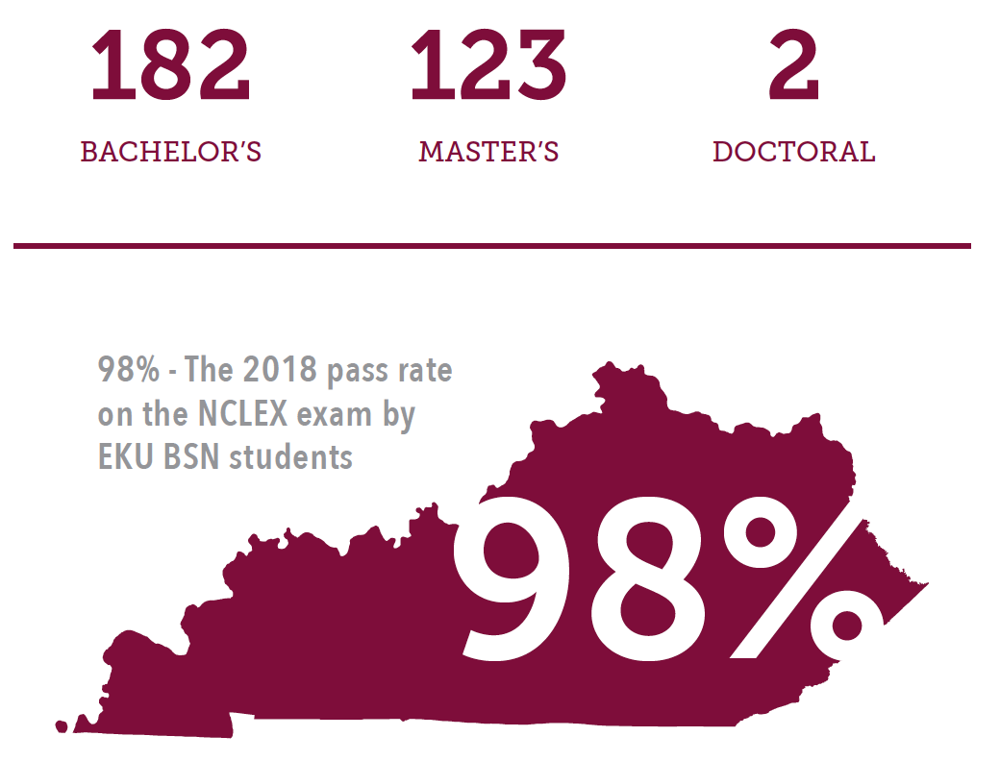 182 123 2
BACHELOR’S MASTER’S DOCTORAL
98% - The 2018 pass rate
on the NCLEX exam by
EKU BSN students
98%